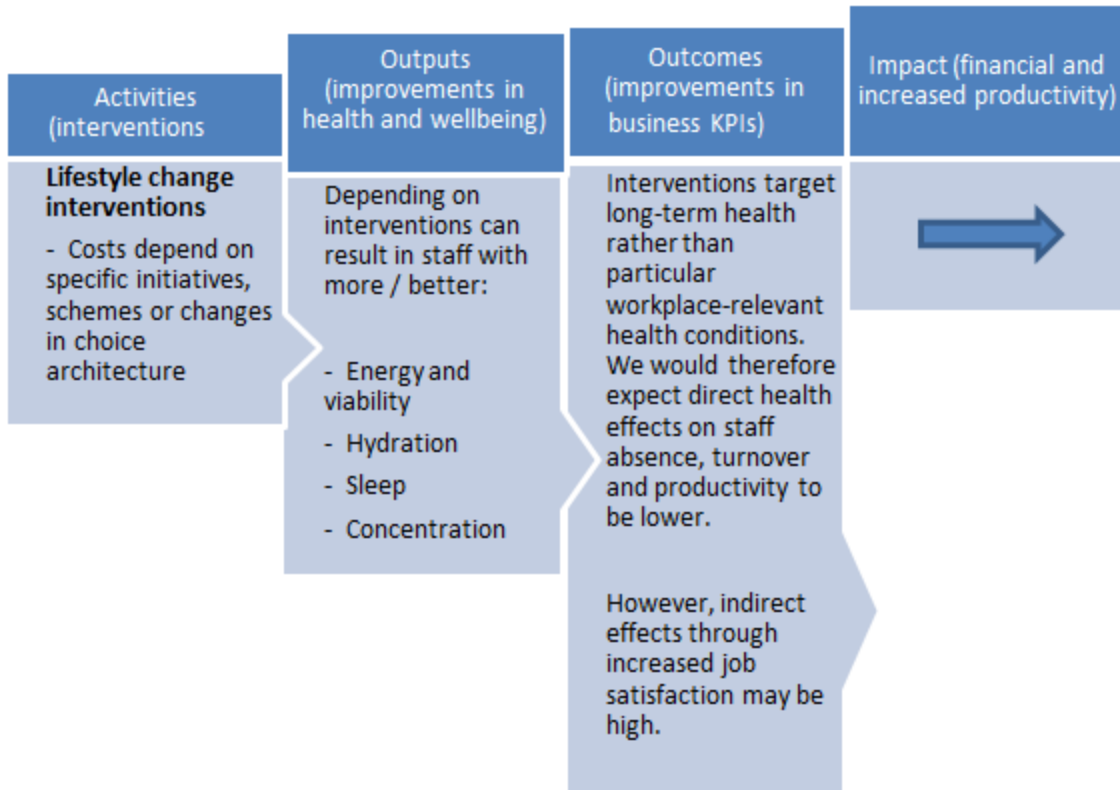 Activities
(interventions
Lifestyle change
interventions
- Costs depend on
specific initiatives,
schemes or changes
in choice
architecture
Outputs
(improvements in
health and wellbeing)
Depending on
interventions can
result in staff with
more / better:
- Energy and
viability
- Hydration
- Sleep
- Concentration
Outcomes
(improvements in
business KPIs)
Interventions target
long-term health
rather than
particular
workplace-relevant
health conditions.
We would therefore
expect direct health
effects on staff
absence, turnover
and productivity to
be lower.
However, indirect
effects through
increased job
satisfaction may be
high.
Impact (financial and
increased productivity)